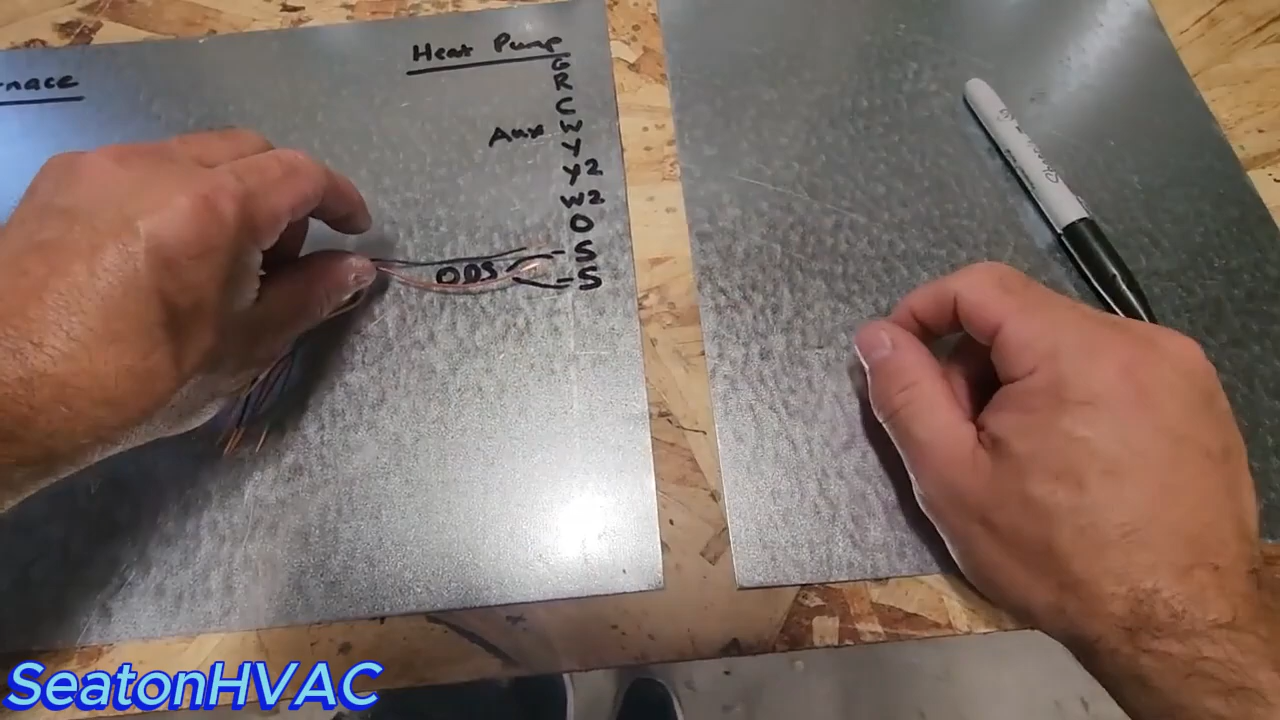 Heat Pump
rnace
G
R
C
Aux W
Y
Y2
W2
O
S
ODS
S
SeatonHVAC